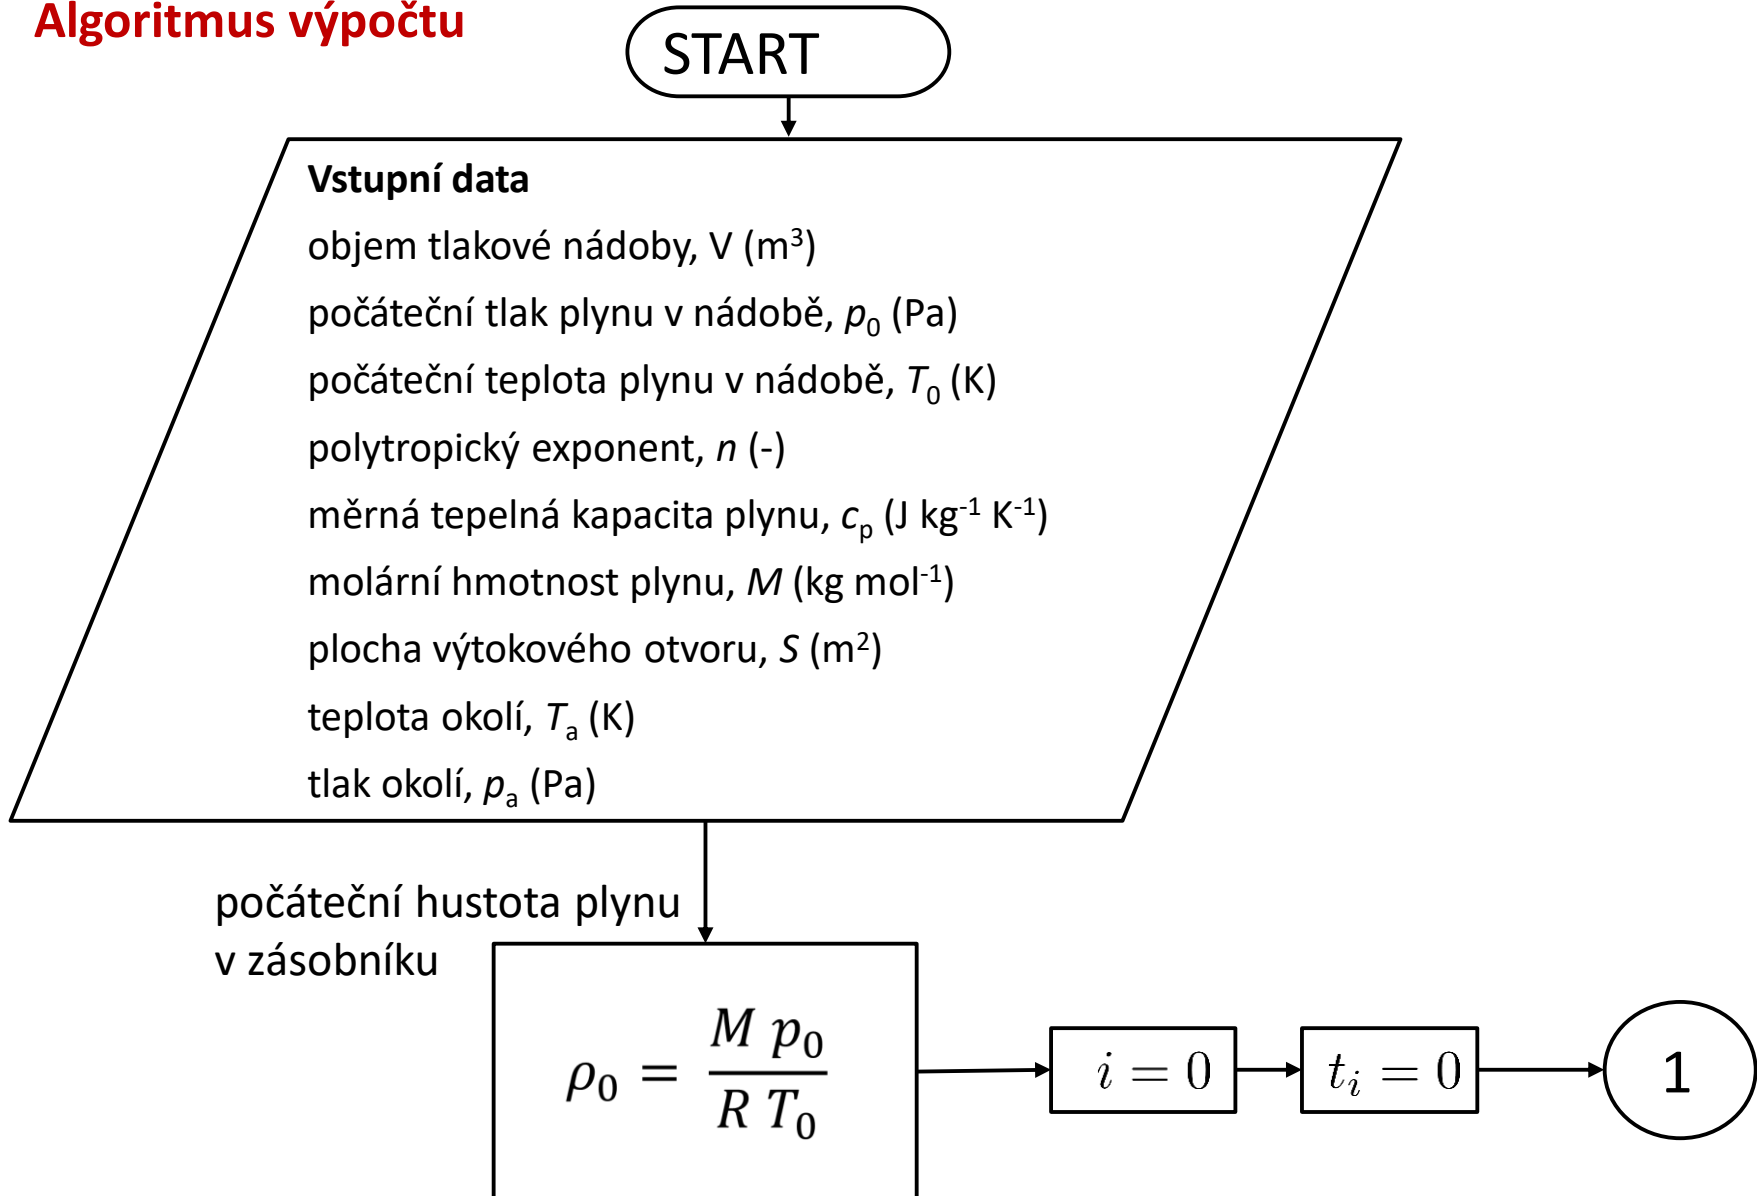 Algoritmus výpočtu
START
Vstupní data
objem tlakové nádoby, V (m³)
počáteční tlak plynu v nádobě, p₀ (Pa)
počáteční teplota plynu v nádobě, T₀ (K)
polytropický exponent, n (-)
měrná tepelná kapacita plynu, cₚ (J kg⁻¹ K⁻¹)
molární hmotnost plynu, M (kg mol⁻¹)
plocha výtokového otvoru, S (m²)
teplota okolí, Tₐ (K)
tlak okolí, pₐ (Pa)
počáteční hustota plynu
v zásobníku
ρ₀ = M p₀ / R T₀
i = 0
tᵢ = 0
1